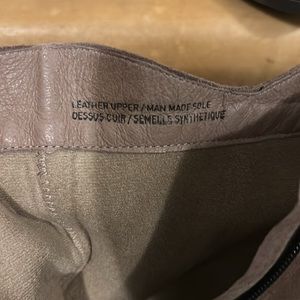 LEATHER UPPER / MAN MADE SOLE
DESSUS CUIR / SEMELLE SYNTHETIQUE